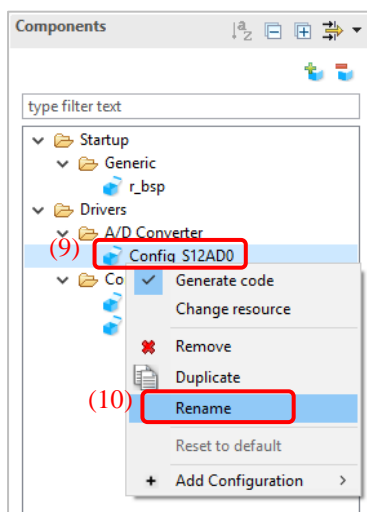 Components
type filter text
Startup
Generic
r_bsp
Drivers
A/D Converter
(9) Config_S12AD0
Co
Generate code
Change resource
Remove
Duplicate
(10) Rename
Reset to default
Add Configuration